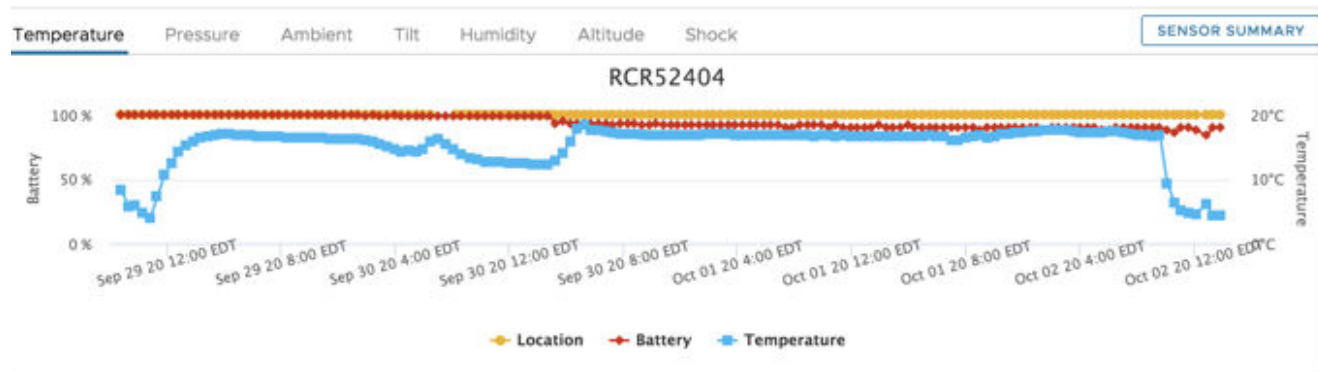 Temperature Pressure Ambient Tilt Humidity Altitude Shock SENSOR SUMMARY
RCR52404
100 % 20°C
Battery 50 % 10°C Temperature
0 % 0°C
Sep 29 20 12:00 EDT Sep 29 20 8:00 EDT Sep 30 20 4:00 EDT Sep 30 20 12:00 EDT Sep 30 20 8:00 EDT Oct 01 20 4:00 EDT Oct 01 20 12:00 EDT Oct 01 20 8:00 EDT Oct 02 20 4:00 EDT Oct 02 20 12:00 EDT
Location Battery Temperature